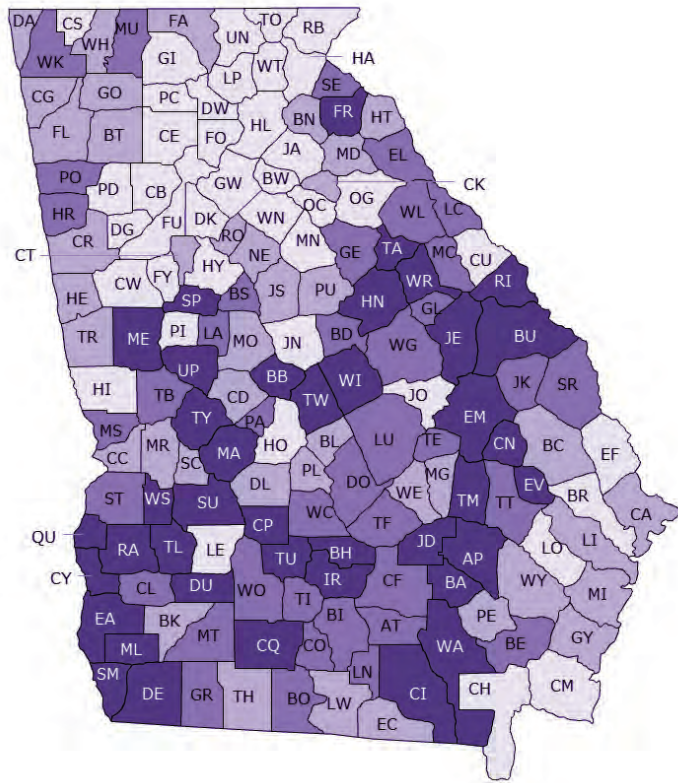 DA CS MU FA UN TO RB
WK WH GI LP WT HA
SE
CG GO PC DW BN FR HT
FL BT CE FO HL JA MD EL
PO PD CB GW BW CK
HR DG FU DK WN OC OG WL LC
CT CR RO NE MN GE TA MC CU
HE CW FY HY BS JS PU HN WR RI
SP GL
TR ME PI LA MO JN BD WG JE BU
UP BB WI JK SR
HI TB CD TW JO
MS TY PA HO EM
CC MR SC MA BL LU TE CN BC EF
ST WS SU DL PL DO WE MG TM TT EV BR CA
QU CP WC TF
RA TL LE TU BH JD AP LO LI
CY CL DU WO IR CF BA WY MI
EA BK MT TI BI AT PE BE GY
ML CQ CO WA
SM DE GR TH BO LN LW CI CH CM
EC